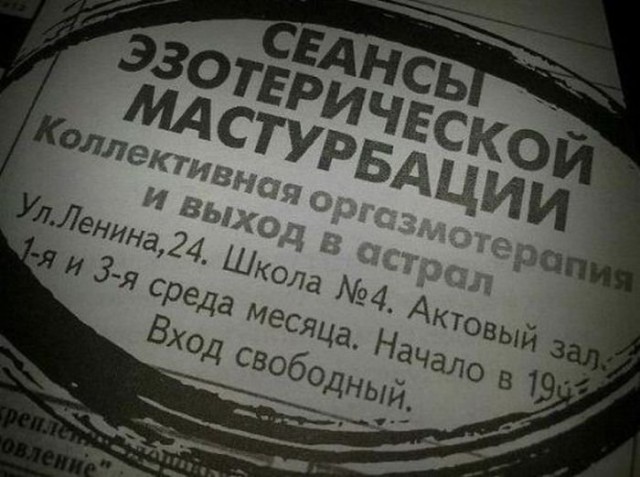 СЕАНСЫ
ЭЗОТЕРИЧЕСКОЙ
МАСТУРБАЦИИ
Коллективная оргазмотерапия
и выход в астрал
Ул.Ленина,24. Школа №4. Актовый зал.
1-я и 3-я среда месяца. Начало в 19ч.
Вход свободный.